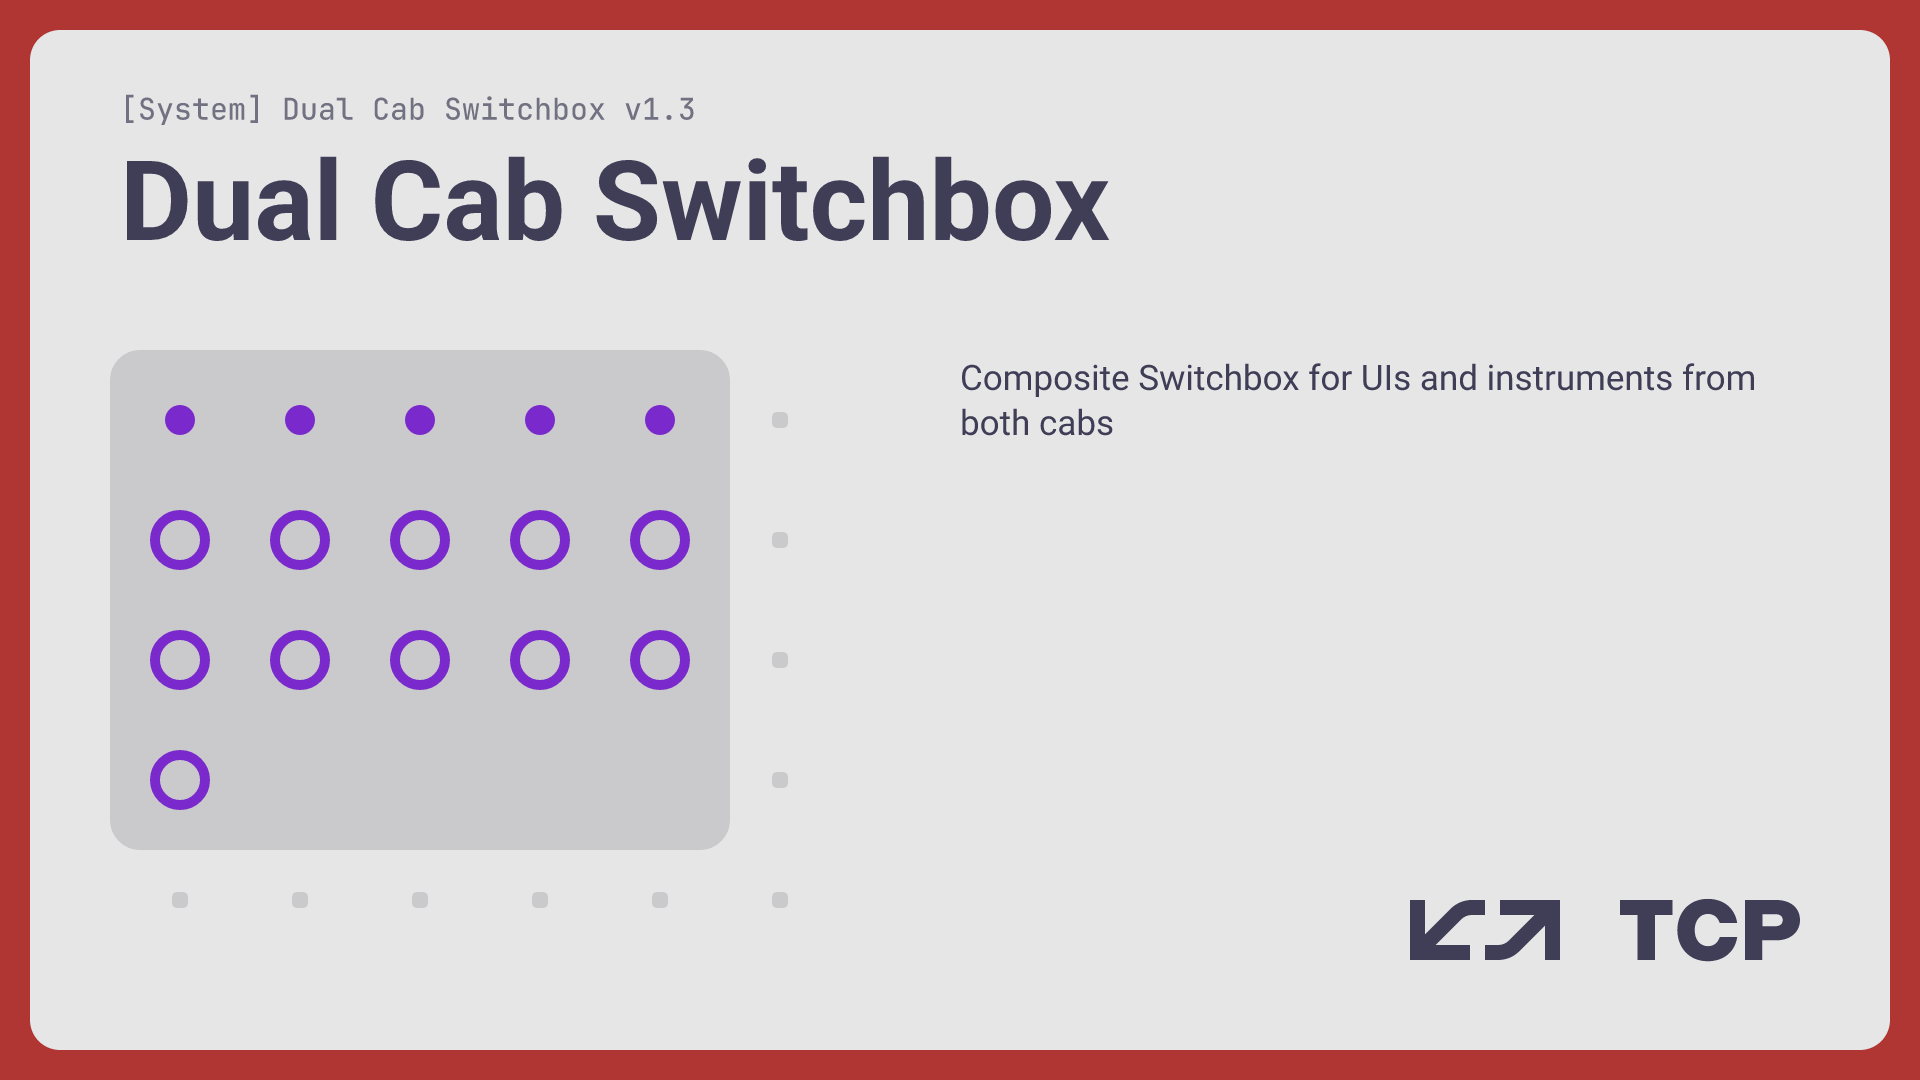 [System] Dual Cab Switchbox v1.3
Dual Cab Switchbox
Composite Switchbox for UIs and instruments from
both cabs
TCP